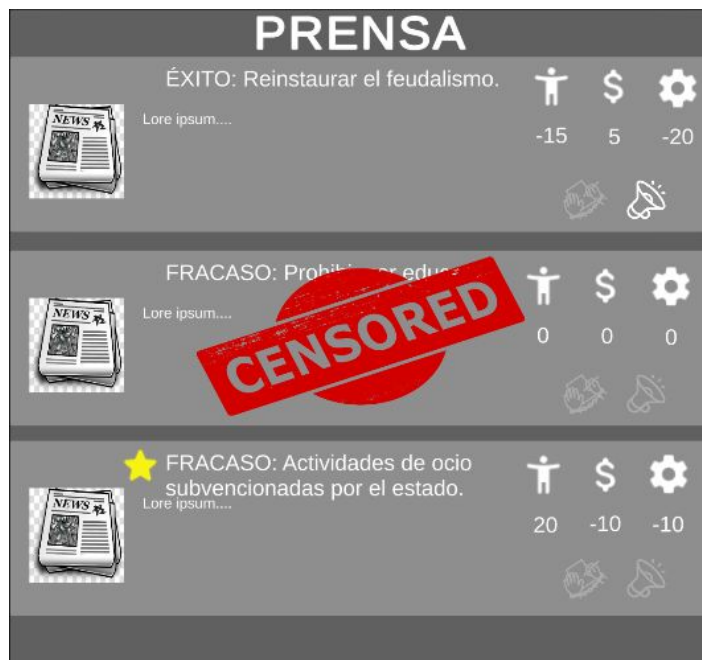 PRENSA
ÉXITO: Reinstaurar el feudalismo.
NEWS
Lore ipsum....
-15 5 -20
FRACASO:
NEWS
Lore ipsum....
CENSORED
0 0 0
FRACASO: Actividades de ocio
subvencionadas por el estado.
NEWS
Lore ipsum....
20 -10 -10